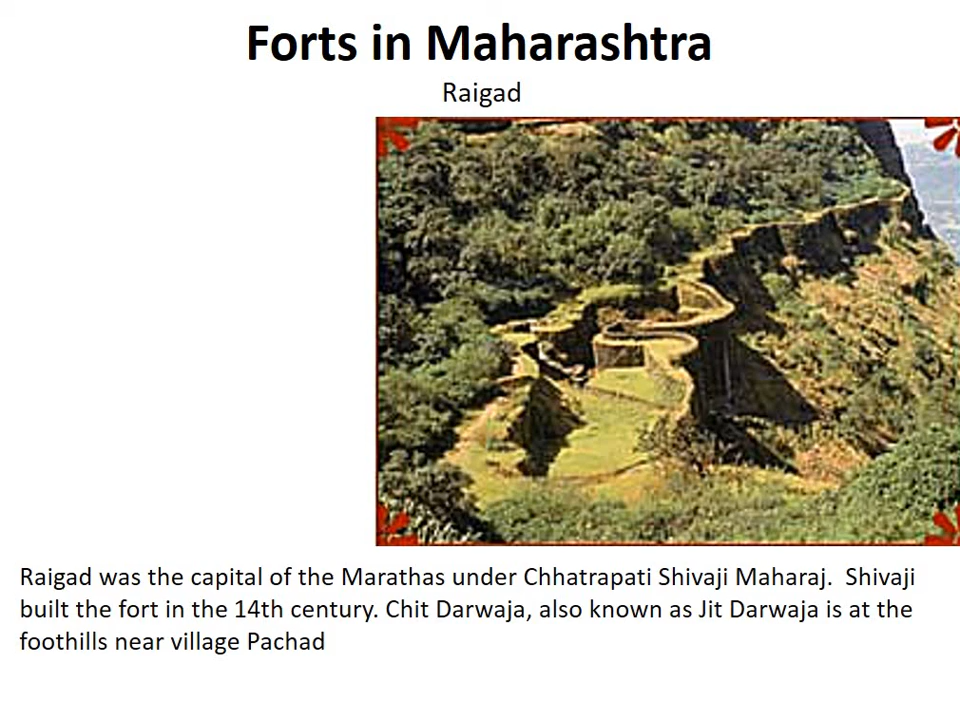 Forts in Maharashtra
Raigad
Raigad was the capital of the Marathas under Chhatrapati Shivaji Maharaj.  Shivaji
built the fort in the 14th century. Chit Darwaja, also known as Jit Darwaja is at the
foothills near village Pachad